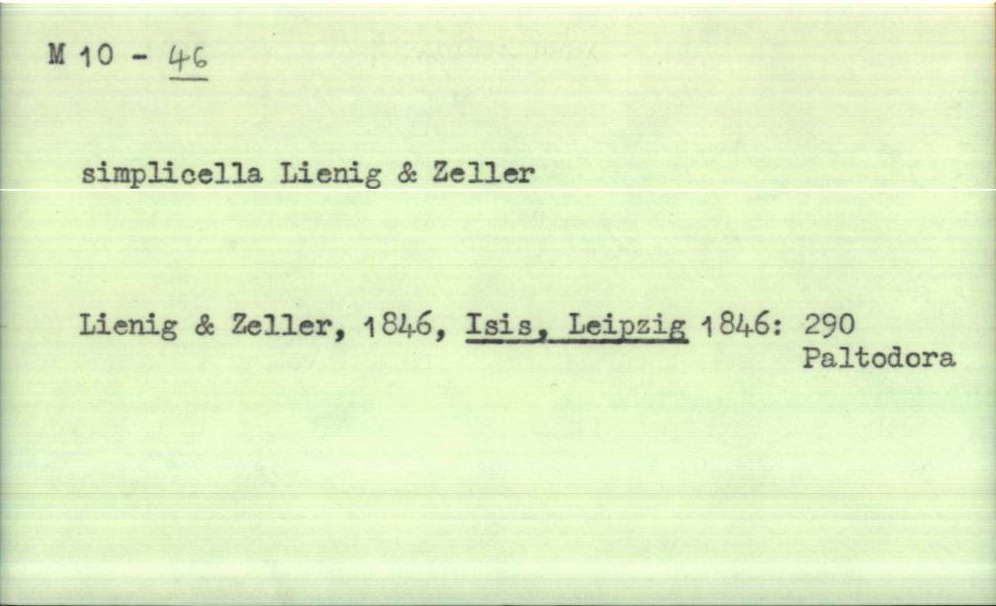 M 10 - 46
simplicella Lienig & Zeller
Lienig & Zeller, 1846, Isis, Leipzig 1846: 290
Paltodora